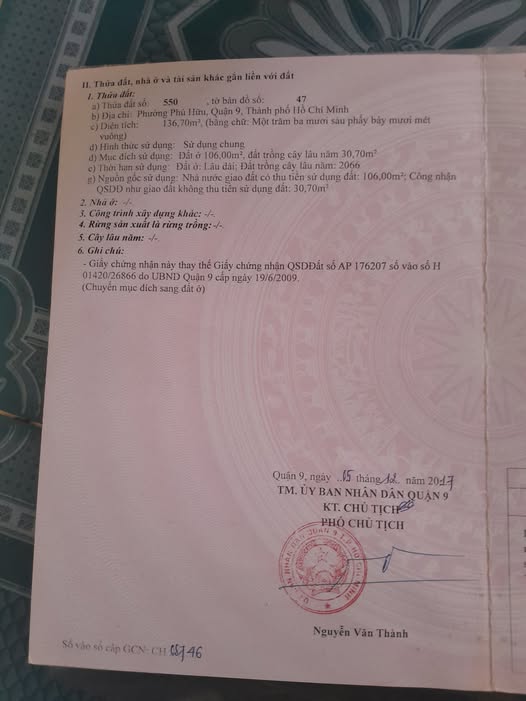 II. Thửa đất, nhà ở và tài sản khác gắn liền với đất
1. Thửa đất:
a) Thửa đất số: 550 , tờ bản đồ số: 47
b) Địa chỉ: Phường Phú Hữu, Quận 9, Thành phố Hồ Chí Minh
c) Diện tích: 136,70m², (bằng chữ: Một trăm ba mươi sáu phẩy bảy mươi mét
vuông)
d) Hình thức sử dụng: Sử dụng chung
đ) Mục đích sử dụng: Đất ở 106,00m², đất trồng cây lâu năm 30,70m²
e) Thời hạn sử dụng: Đất ở: Lâu dài; Đất trồng cây lâu năm: 2066
g) Nguồn gốc sử dụng: Nhà nước giao đất có thu tiền sử dụng đất: 106,00m²; Công nhận
QSDĐ như giao đất không thu tiền sử dụng đất: 30,70m²
2. Nhà ở: -/-
3. Công trình xây dựng khác: -/-
4. Rừng sản xuất là rừng trồng: -/-
5. Cây lâu năm: -/-
6. Ghi chú:
- Giấy chứng nhận này thay thế Giấy chứng nhận QSDĐất số AP 176207 số vào sổ H
01420/26866 do UBND Quận 9 cấp ngày 19/6/2009.
(Chuyển mục đích sang đất ở)
Quận 9, ngày 15 tháng 12 năm 2017
TM. ỦY BAN NHÂN DÂN QUẬN 9
KT. CHỦ TỊCH
PHÓ CHỦ TỊCH
Nguyễn Văn Thành
Số vào sổ cấp GCN: CH